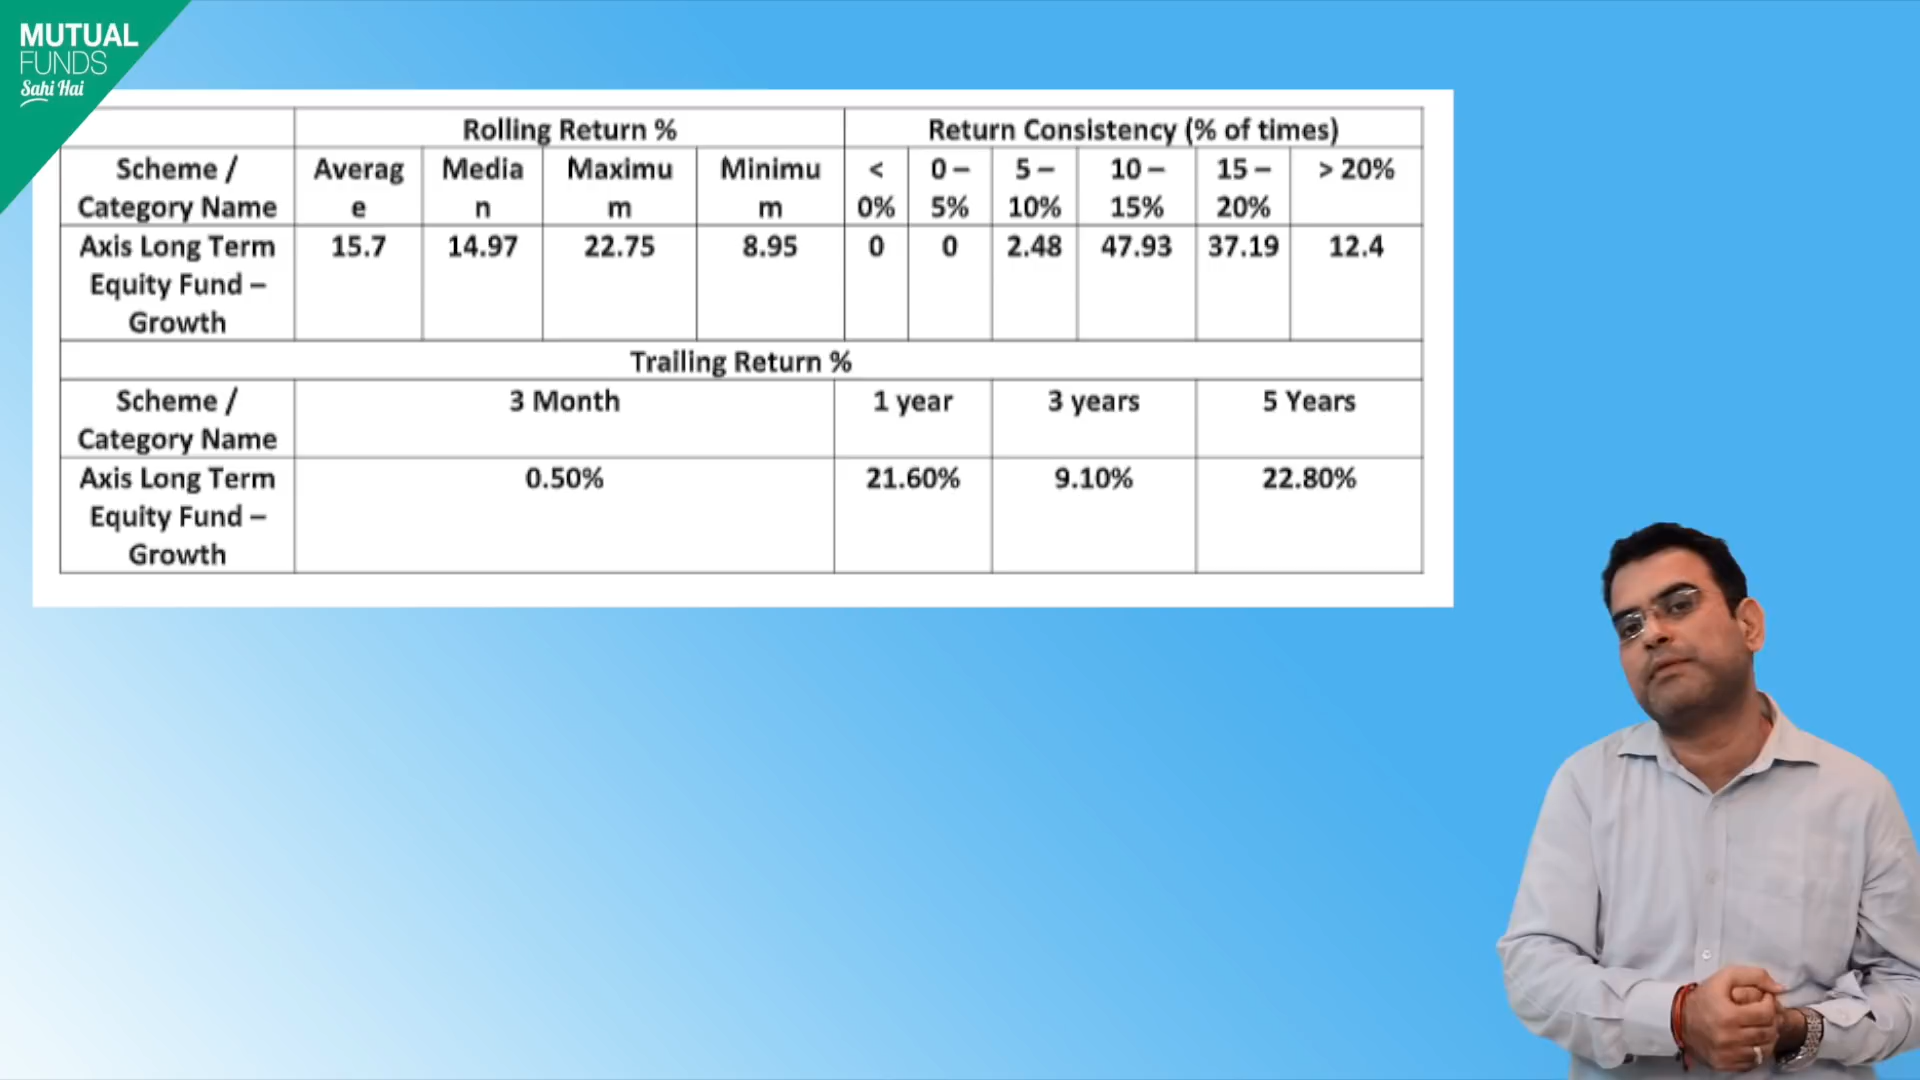 MUTUAL
FUNDS
Sahi Hai
Rolling Return % Return Consistency (% of times)
Scheme / Averag Media Maximu Minimu < 0 – 5 – 10 – 15 – > 20%
Category Name e n m m 0% 5% 10% 15% 20%
Axis Long Term 15.7 14.97 22.75 8.95 0 0 2.48 47.93 37.19 12.4
Equity Fund –
Growth
Trailing Return %
Scheme / 3 Month 1 year 3 years 5 Years
Category Name
Axis Long Term 0.50% 21.60% 9.10% 22.80%
Equity Fund –
Growth